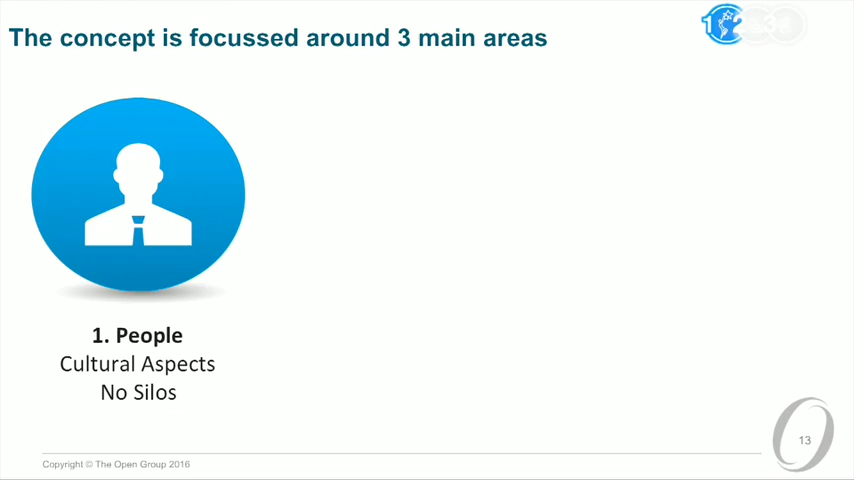 The concept is focussed around 3 main areas
1
1. People
Cultural Aspects
No Silos
13
Copyright © The Open Group 2016